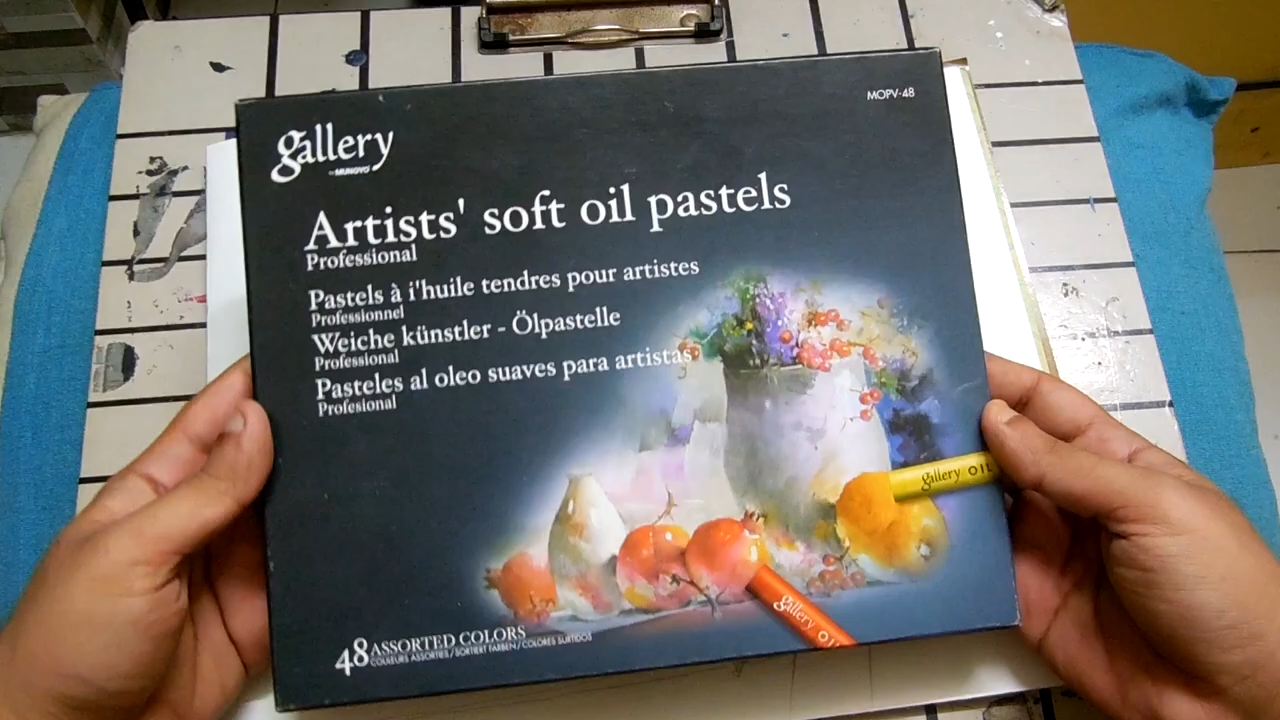 MOPV-48
gallery
BY MUNGYO
Artists' soft oil pastels
Professional
Pastels à i'huile tendres pour artistes
Professionnel
Weiche künstler - Ölpastelle
Professional
Pasteles al oleo suaves para artistas
Profesional
gallery OIL
gallery OIL
48 ASSORTED COLORS
COULEURS ASSORTIES / SORTIERT FARBEN / COLORES SURTIDOS